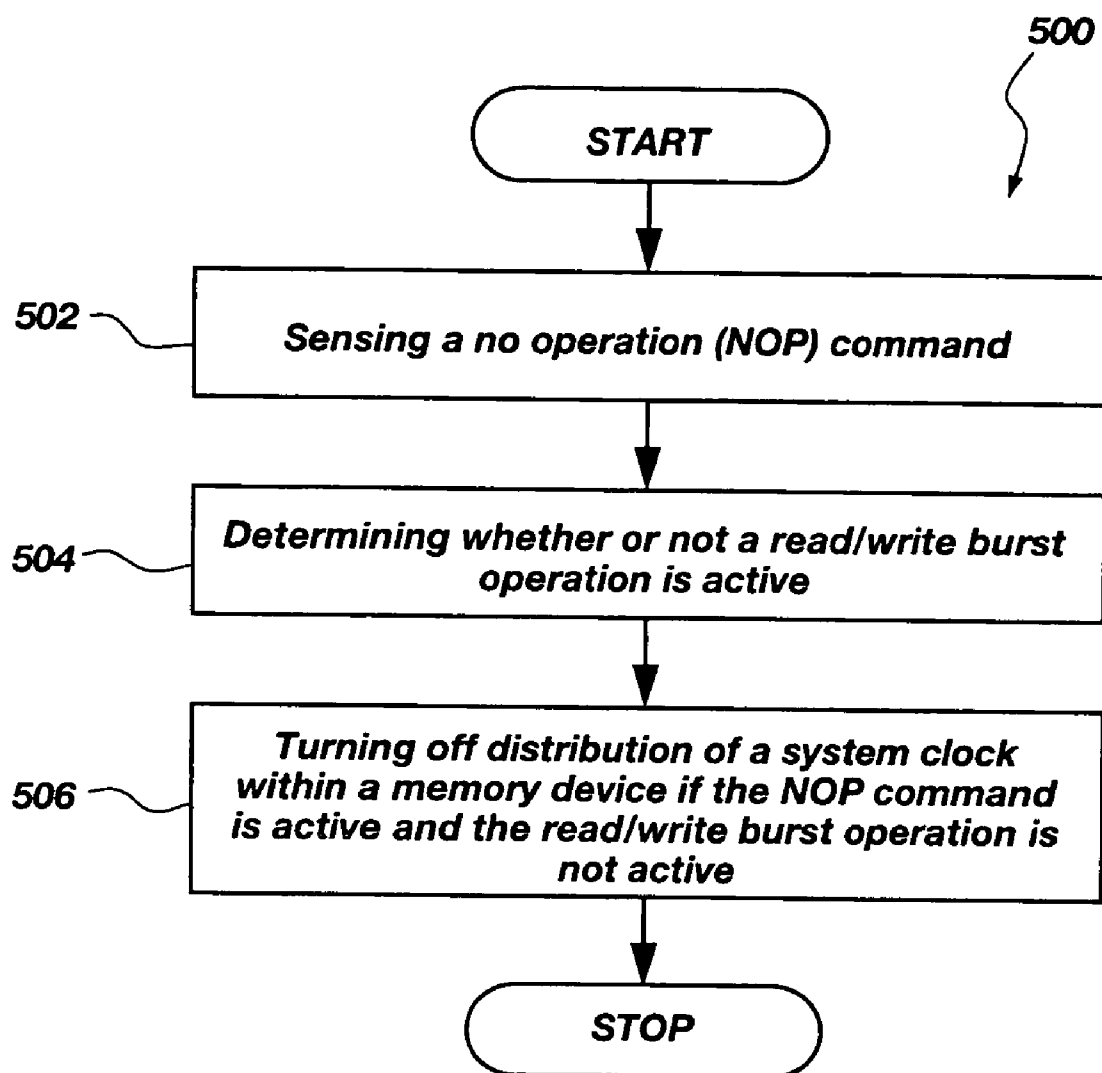 500
START
502
Sensing a no operation (NOP) command
504
Determining whether or not a read/write burst
operation is active
506
Turning off distribution of a system clock
within a memory device if the NOP command
is active and the read/write burst operation is
not active
STOP